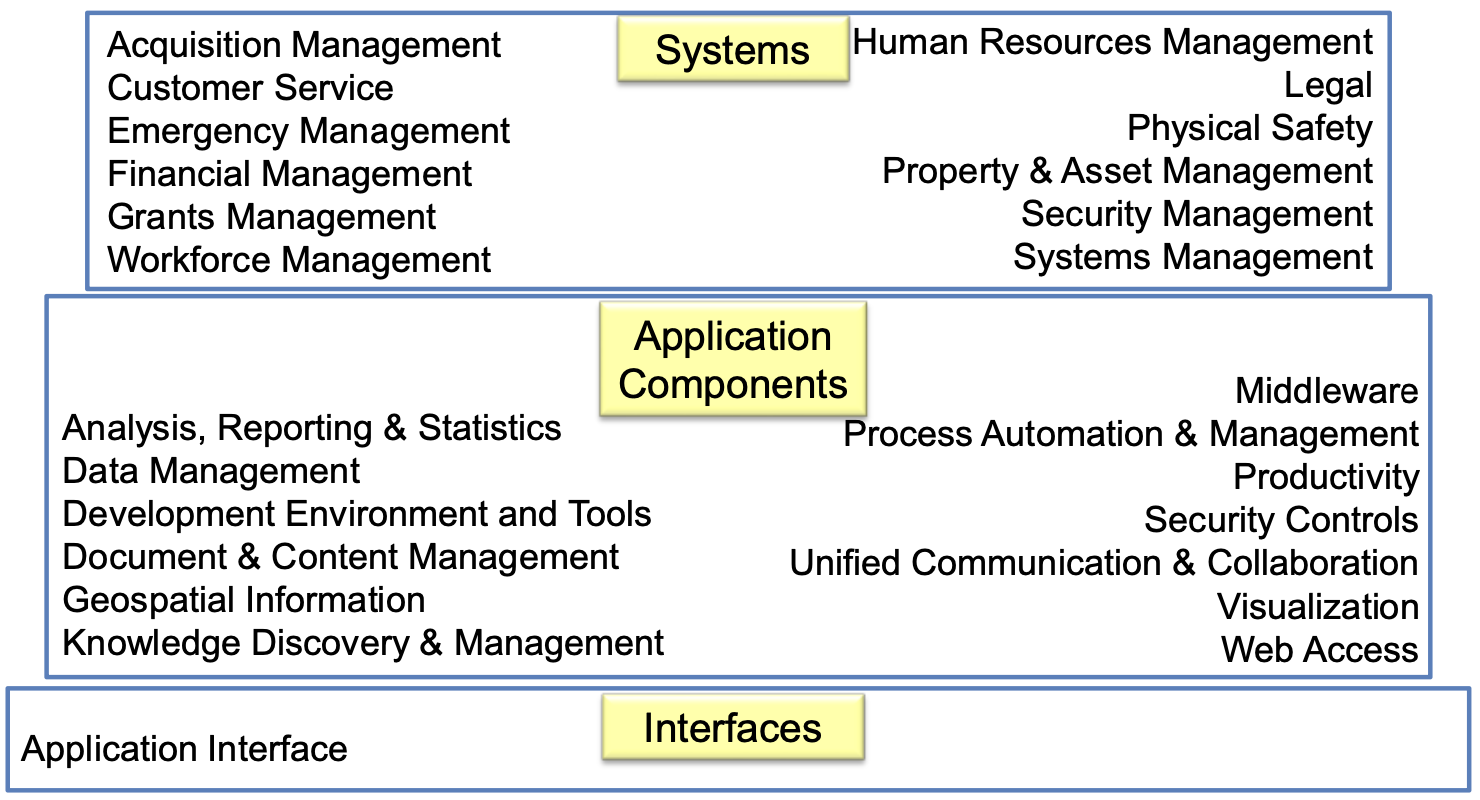 Systems
Acquisition Management
Customer Service
Emergency Management
Financial Management
Grants Management
Workforce Management
Human Resources Management
Legal
Physical Safety
Property & Asset Management
Security Management
Systems Management
Application
Components
Analysis, Reporting & Statistics
Data Management
Development Environment and Tools
Document & Content Management
Geospatial Information
Knowledge Discovery & Management
Middleware
Process Automation & Management
Productivity
Security Controls
Unified Communication & Collaboration
Visualization
Web Access
Interfaces
Application Interface